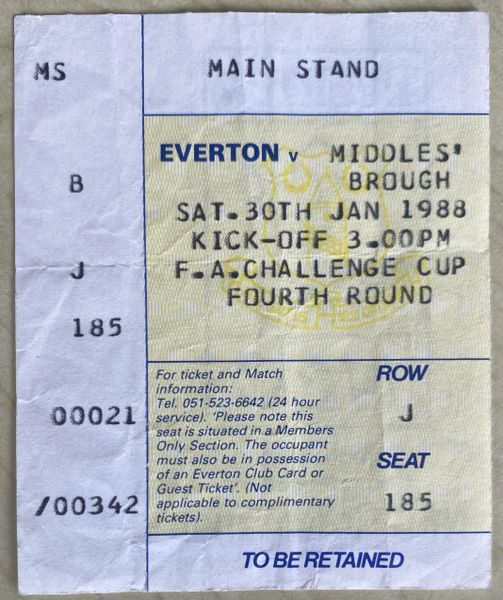 MS
MAIN STAND
EVERTON v MIDDLES'
BROUGH
B
SAT.30TH JAN 1988
KICK-OFF 3.00PM
J
F.A.CHALLENGE CUP
FOURTH ROUND
185
For ticket and Match
information:
Tel. 051-523-6642 (24 hour
service). 'Please note this
seat is situated in a Members
Only Section. The occupant
must also be in possession
of an Everton Club Card or
Guest Ticket'. (Not
applicable to complimentary
tickets).
ROW
J
SEAT
185
00021
/00342
TO BE RETAINED